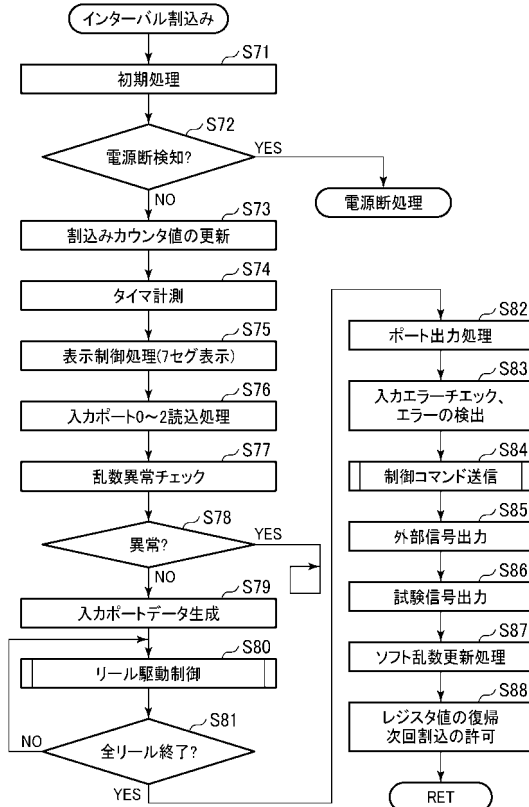 インターバル割込み
S71
初期処理
S72
電源断検知?
YES
NO
電源断処理
S73
割込みカウンタ値の更新
S74
タイマ計測
S75
表示制御処理(7セグ表示)
S76
入力ポート0～2読込処理
S77
乱数異常チェック
S78
異常?
YES
NO
S79
入力ポートデータ生成
S80
リール駆動制御
S81
全リール終了?
NO
YES
S82
ポート出力処理
S83
入力エラーチェック、
エラーの検出
S84
制御コマンド送信
S85
外部信号出力
S86
試験信号出力
S87
ソフト乱数更新処理
S88
レジスタ値の復帰
次回割込の許可
RET